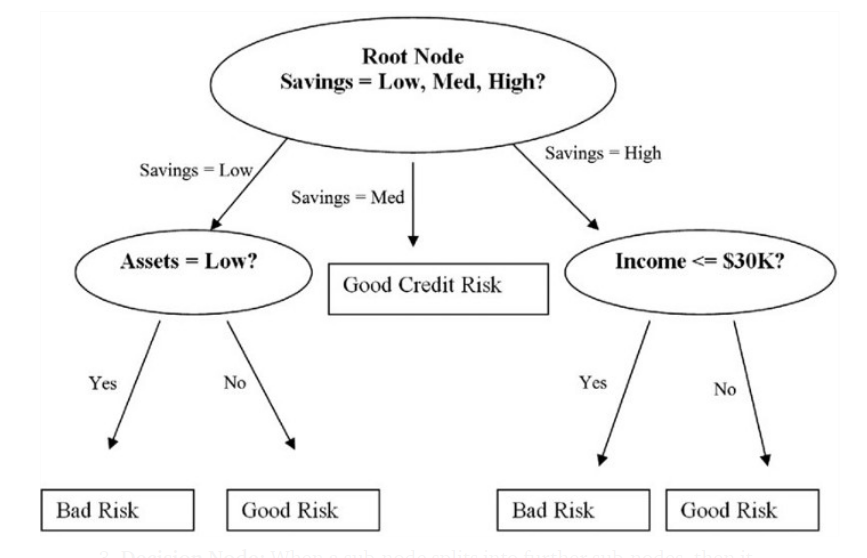 Root Node
Savings = Low, Med, High?
Savings = Low
Savings = Med
Savings = High
Assets = Low?
Good Credit Risk
Income <= $30K?
Yes
No
Yes
No
Bad Risk
Good Risk
Bad Risk
Good Risk
3. Decision Node: When a sub-node splits into further sub-nodes, then it